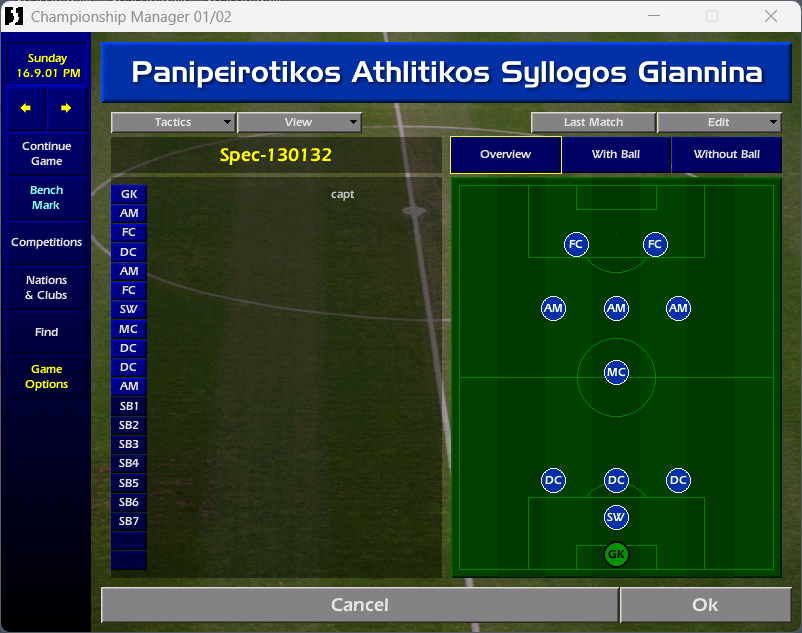 Championship Manager 01/02
Sunday
16.9.01 PM
Panipeirotikos Athlitikos Syllogos Giannina
Continue
Game
Bench
Mark
Competitions
Nations
& Clubs
Find
Game
Options
Tactics
View
Last Match
Edit
Spec-130132
Overview
With Ball
Without Ball
GK capt
AM
FC
DC
AM
FC
SW
MC
DC
DC
AM
SB1
SB2
SB3
SB4
SB5
SB6
SB7
FC FC
AM AM AM
MC
DC DC DC
SW
GK
Cancel
Ok